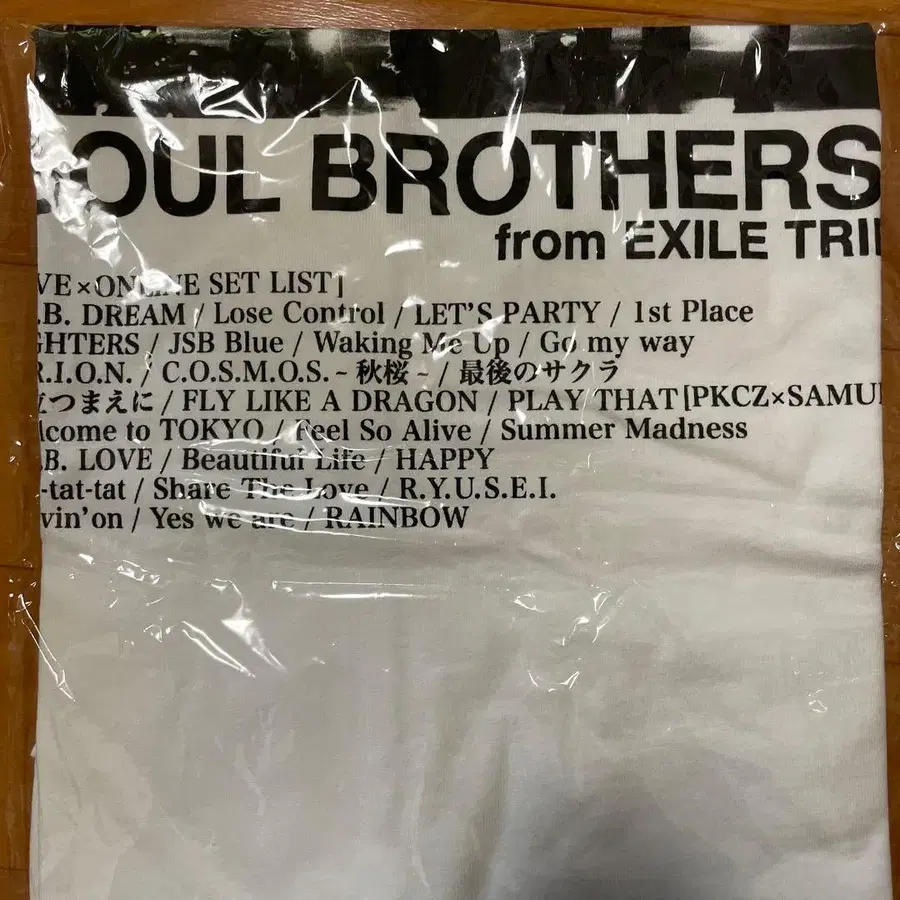 SOUL BROTHERS
from EXILE TRI
VE×ONLINE SET LIST]
.B. DREAM / Lose Control / LET'S PARTY / 1st Place
GHTERS / JSB Blue / Waking Me Up / Go my way
R.I.O.N. / C.O.S.M.O.S. ~ 秋桜 ~ / 最後のサクラ
つまえに / FLY LIKE A DRAGON / PLAY THAT [PKCZ×SAMU
lcome to TOKYO / Feel So Alive / Summer Madness
.B. LOVE / Beautiful Life / HAPPY
-tat-tat / Share The Love / R.Y.U.S.E.I.
vin'on / Yes we are / RAINBOW